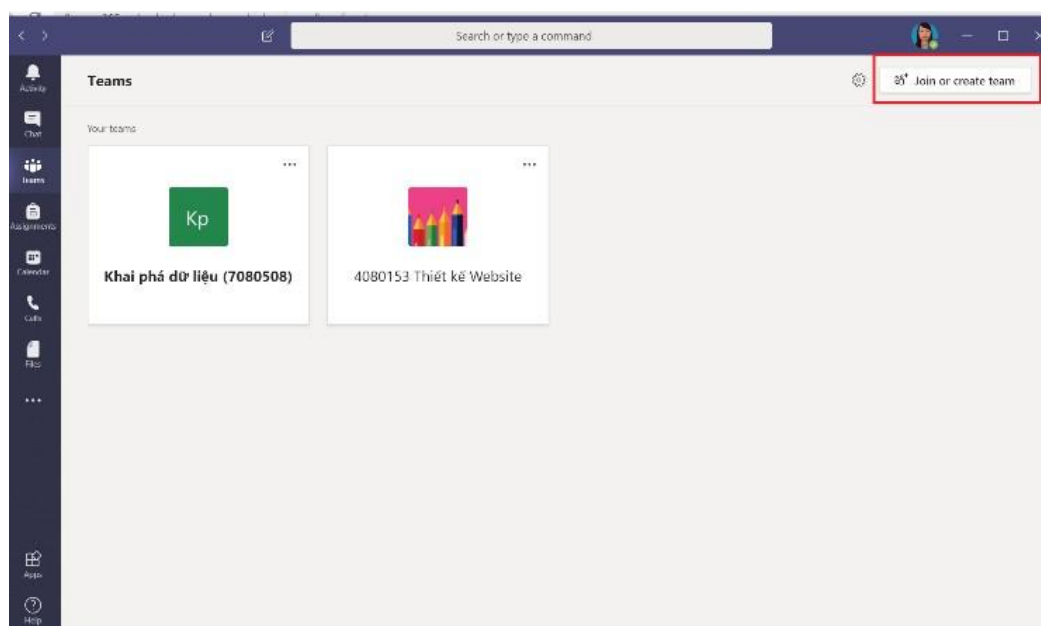 Search or type a command
Activity
Teams
Join or create team
Chat
Your teams
Teams
Kp
Assignments
Calendar
Khai phá dữ liệu (7080508)
4080153 Thiết kế Website
Calls
Files
Apps
Help